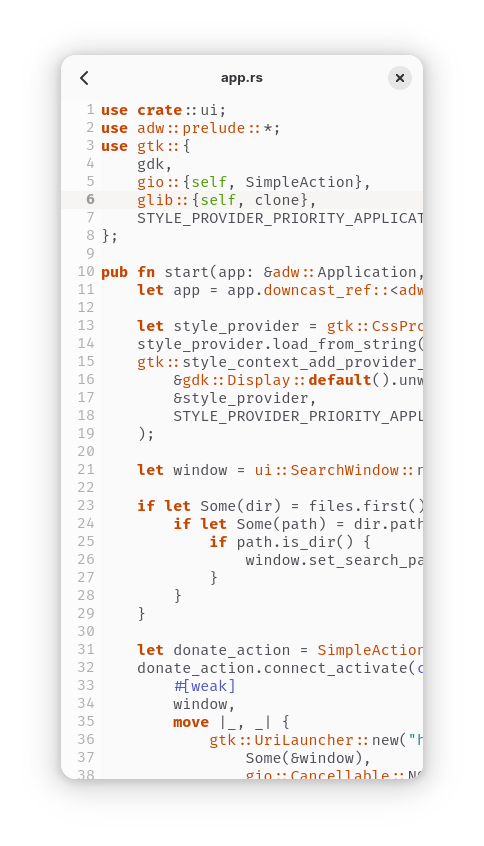 app.rs
1 use crate::ui;
2 use adw::prelude::*;
3 use gtk::{
4     gdk,
5     gio::{self, SimpleAction},
6     glib::{self, clone},
7     STYLE_PROVIDER_PRIORITY_APPLICAT
8 };
9
10 pub fn start(app: &adw::Application,
11     let app = app.downcast_ref::<adw
12
13     let style_provider = gtk::CssPro
14     style_provider.load_from_string(
15     gtk::style_context_add_provider_
16         &gdk::Display::default().unw
17         &style_provider,
18         STYLE_PROVIDER_PRIORITY_APPL
19     );
20
21     let window = ui::SearchWindow::n
22
23     if let Some(dir) = files.first()
24         if let Some(path) = dir.path
25             if path.is_dir() {
26                 window.set_search_pa
27             }
28         }
29     }
30
31     let donate_action = SimpleAction
32     donate_action.connect_activate(c
33         #[weak]
34         window,
35         move |_, _| {
36             gtk::UriLauncher::new("h
37                 Some(&window),
38                 gio::Cancellable::NO